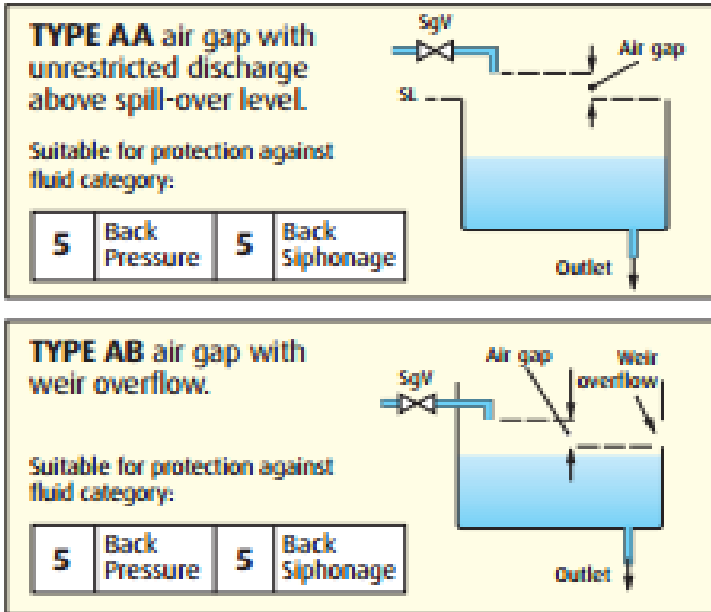 TYPE AA air gap with
unrestricted discharge
above spill-over level.
Suitable for protection against
fluid category:
5 Back Pressure 5 Back Siphonage
SgV
Air gap
SL
Outlet
TYPE AB air gap with
weir overflow.
Suitable for protection against
fluid category:
5 Back Pressure 5 Back Siphonage
SgV
Air gap
Weir
overflow
Outlet